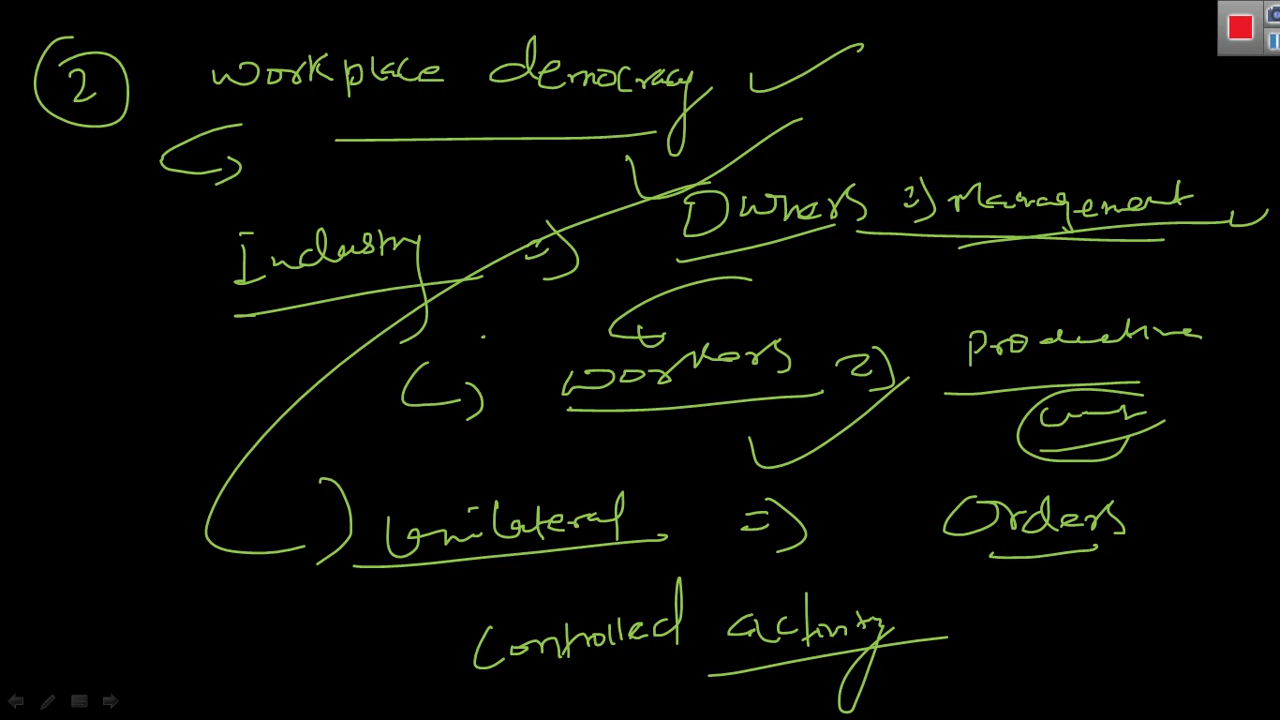 2 workplace democracy
Industry => Owners => Management
workers => Productive
Unilateral => Orders
controlled activity